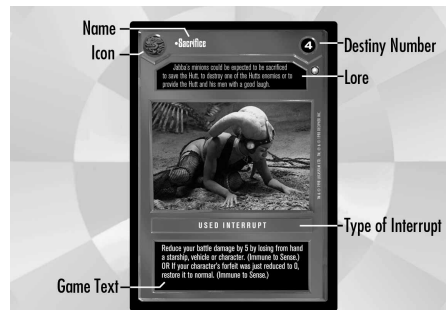 Name
Icon
•Sacrifice
4
Destiny Number
Jabba's minions could be expected to be sacrificed
to save the Hutt, to destroy one of the Hutts enemies or to
provide the Hutt and his men with a good laugh.
Lore
USED INTERRUPT
Type of Interrupt
Reduce your battle damage by 5 by losing from hand
a starship, vehicle or character. (Immune to Sense.)
OR If your character's forfeit was just reduced to 0,
restore it to normal. (Immune to Sense.)
Game Text